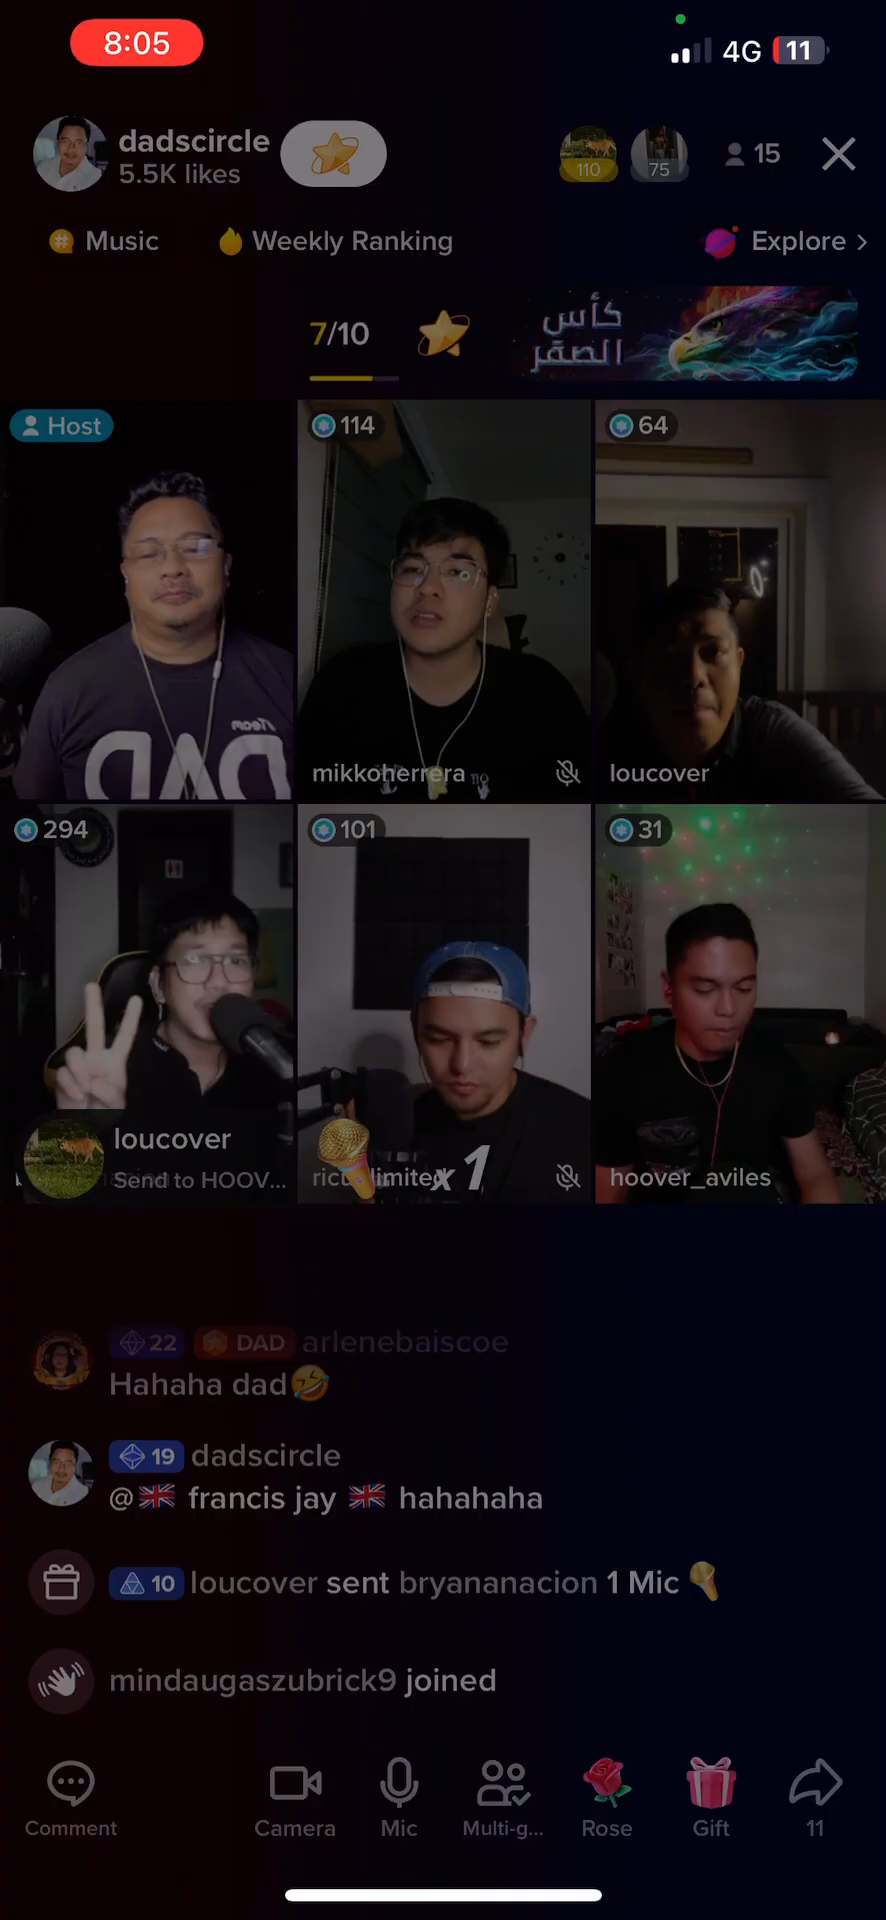 8:05
4G
11
dadscircle
5.5K likes
110
75
15
Music
Weekly Ranking
Explore >
7/10
كأس
الصقر
Host
114
64
Team
DAD
mikkoherrera
loucover
294
101
31
loucover
Send to HOOV...
x 1
hoover_aviles
22 DAD arlenebaiscoe
Hahaha dad🤣
19 dadscircle
@🇬🇧 francis jay 🇬🇧 hahahaha
10 loucover sent bryananacion 1 Mic
mindaugaszubrick9 joined
Comment
Camera
Mic
Multi-g...
Rose
Gift
11